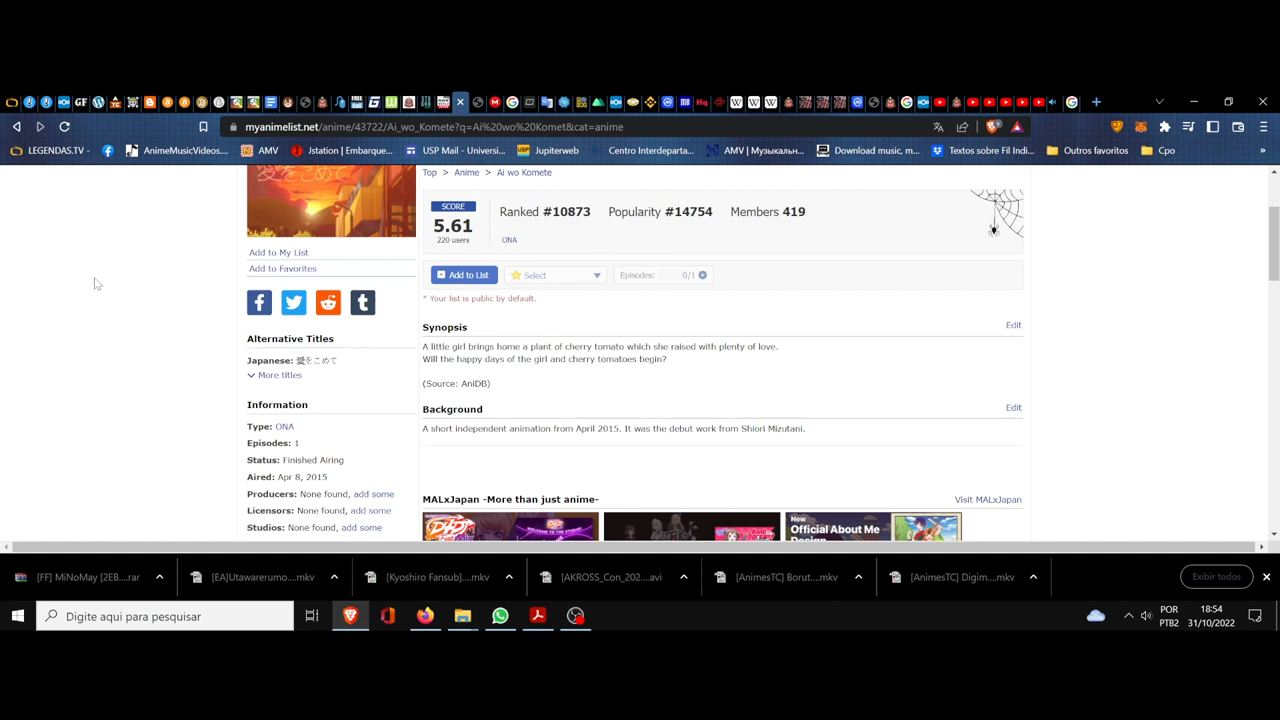 myanimelist.net/anime/43722/Ai_wo_Komete?q=Ai%20wo%20Komet&cat=anime
LEGENDAS.TV -
AnimeMusicVideos...
AMV
Jstation | Embarque...
USP Mail - Universi...
Jupiterweb
Centro Interdeparta...
AMV | Музыкальн...
Download music, m...
Textos sobre Fil Indi...
Outros favoritos
Cpo
»
愛をこめて
Top > Anime > Ai wo Komete
SCORE
5.61
220 users
Ranked #10873 Popularity #14754 Members 419
ONA
Add to My List
Add to Favorites
Add to List
Select
Episodes: 0/1
* Your list is public by default.
Synopsis
Edit
A little girl brings home a plant of cherry tomato which she raised with plenty of love.
Will the happy days of the girl and cherry tomatoes begin?
(Source: AniDB)
Alternative Titles
Japanese: 愛をこめて
More titles
Background
Edit
A short independent animation from April 2015. It was the debut work from Shiori Mizutani.
Information
Type: ONA
Episodes: 1
Status: Finished Airing
Aired: Apr 8, 2015
Producers: None found, add some
Licensors: None found, add some
Studios: None found, add some
MALxJapan -More than just anime-
Visit MALxJapan
New
Official About Me
Design
[FF] MiNoMay [2EB....rar
[EA]Utawarerumo....mkv
[Kyoshiro Fansub]....mkv
[AKROSS_Con_202....avi
[AnimesTC] Borut....mkv
[AnimesTC] Digim....mkv
Exibir todos
Digite aqui para pesquisar
POR
PTB2
18:54
31/10/2022